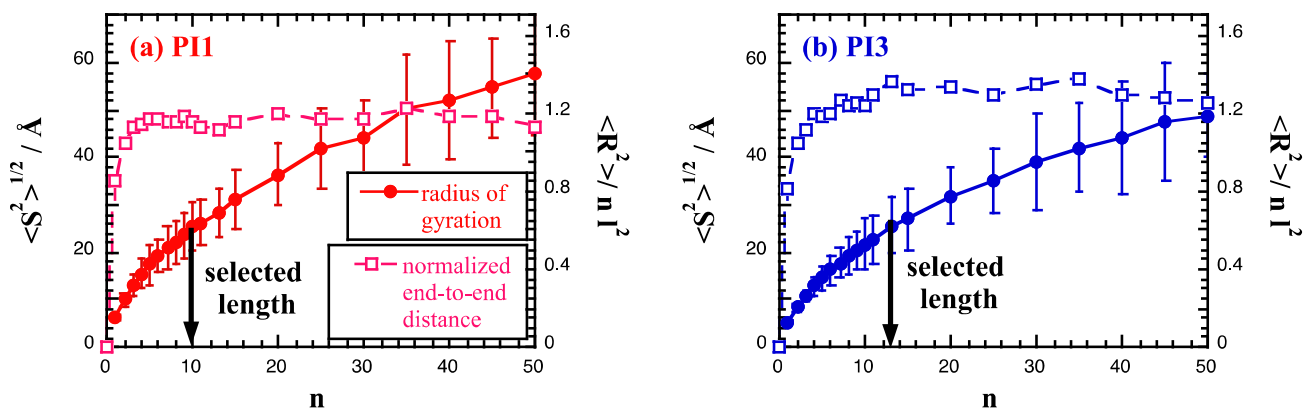 (a) PI1
radius of
gyration
normalized
end-to-end
distance
selected
length
<S²>^1/2 / Å
0
20
40
60
<R²>/ n l²
0
0.4
0.8
1.2
1.6
0
10
20
30
40
50
n
(b) PI3
selected
length
<S²>^1/2 / Å
0
20
40
60
<R²>/ n l²
0
0.4
0.8
1.2
1.6
0
10
20
30
40
50
n